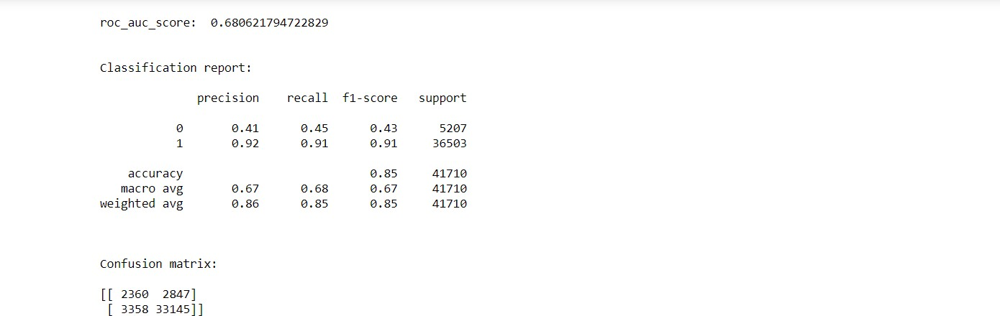 roc_auc_score:  0.680621794722829
Classification report:
precision    recall  f1-score   support
0       0.41      0.45      0.43      5207
1       0.92      0.91      0.91     36503
accuracy                           0.85     41710
macro avg       0.67      0.68      0.67     41710
weighted avg       0.86      0.85      0.85     41710
Confusion matrix:
[[ 2360  2847]
[ 3358 33145]]